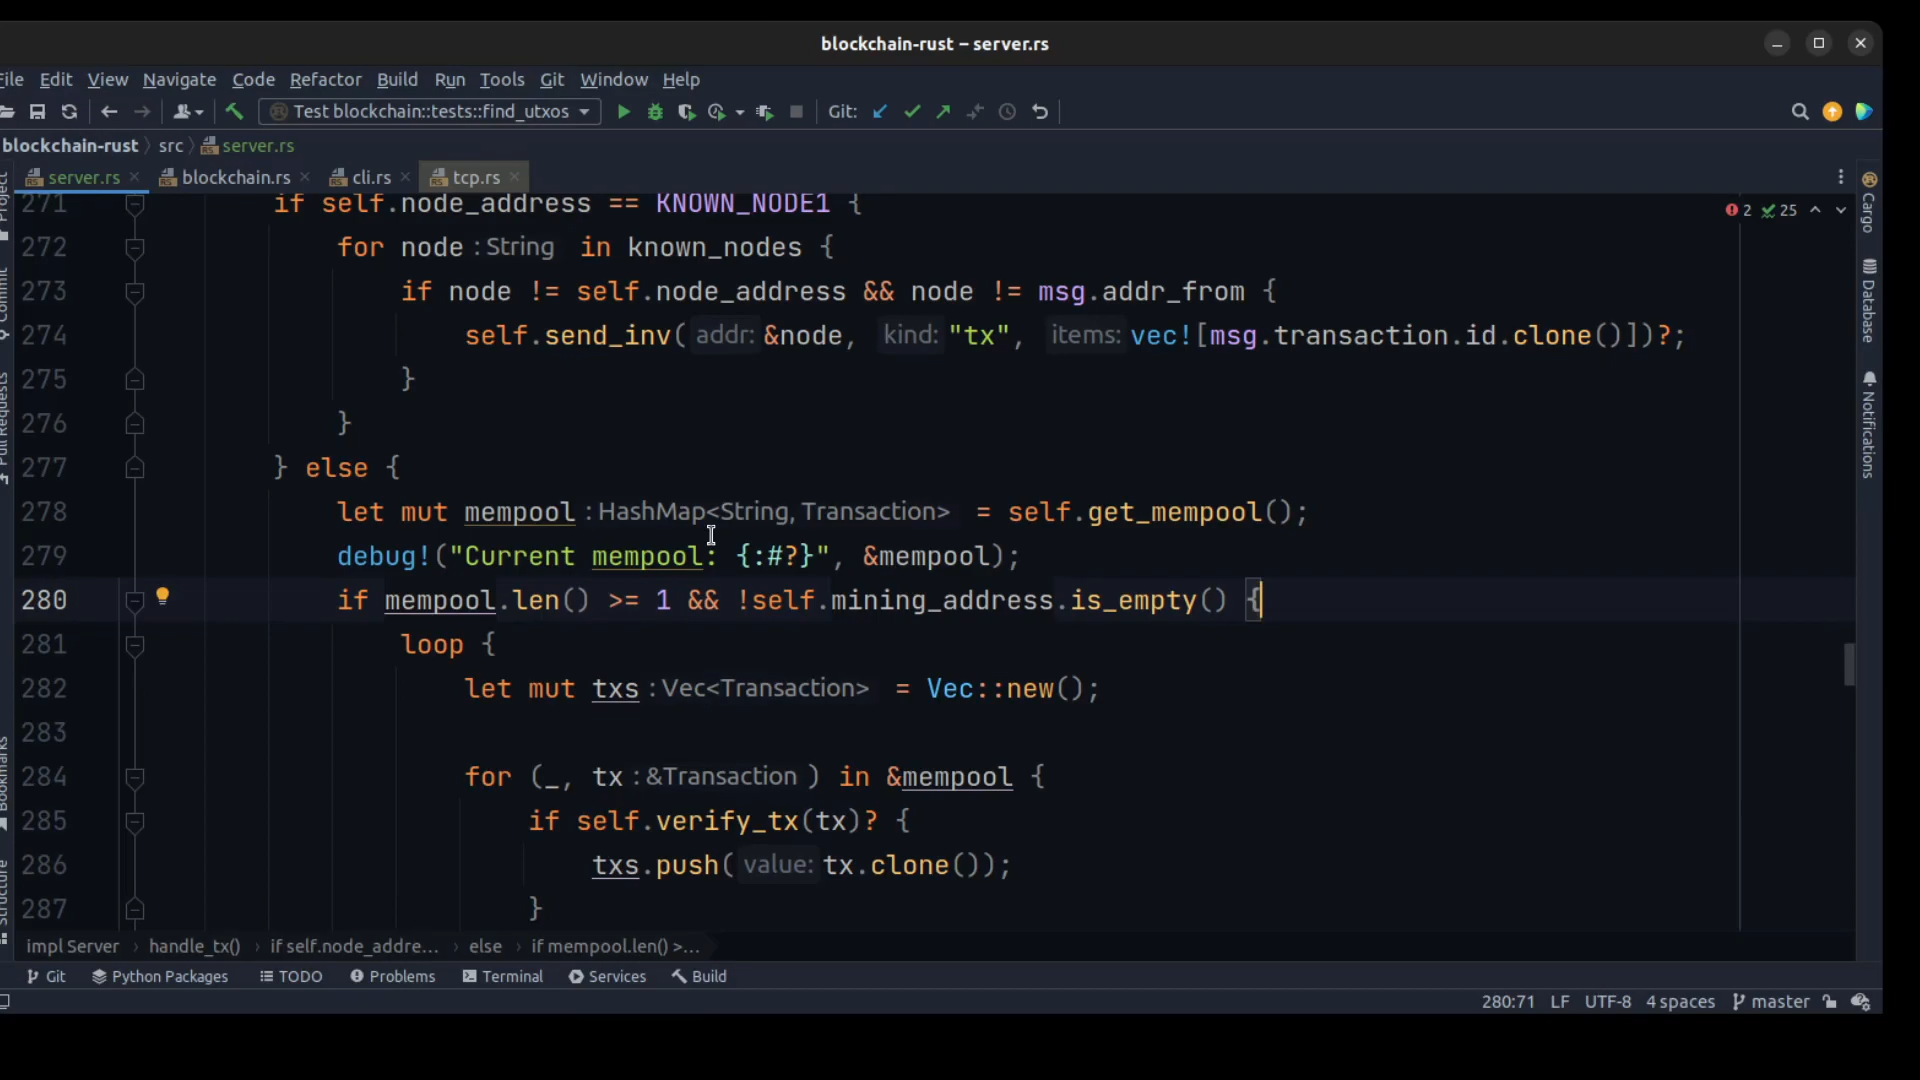 blockchain-rust – server.rs
File Edit View Navigate Code Refactor Build Run Tools Git Window Help
Test blockchain::tests::find_utxos Git:
blockchain-rust src server.rs
server.rs blockchain.rs cli.rs tcp.rs
271 if self.node_address == KNOWN_NODE1 {
2 25
272 for node : String in known_nodes {
273 if node != self.node_address && node != msg.addr_from {
274 self.send_inv( addr: &node, kind: "tx", items: vec![msg.transaction.id.clone()])?;
275 }
276 }
277 } else {
278 let mut mempool : HashMap<String, Transaction> = self.get_mempool();
279 debug!("Current mempool: {:#?}", &mempool);
280 if mempool.len() >= 1 && !self.mining_address.is_empty() {
281 loop {
282 let mut txs : Vec<Transaction> = Vec::new();
283
284 for (_, tx : &Transaction ) in &mempool {
285 if self.verify_tx(tx)? {
286 txs.push( value: tx.clone());
287 }
Project
Commit
Pull Requests
Bookmarks
Structure
Cargo
Database
Notifications
impl Server handle_tx() if self.node_addre... else if mempool.len() >...
Git Python Packages TODO Problems Terminal Services Build
280:71 LF UTF-8 4 spaces master